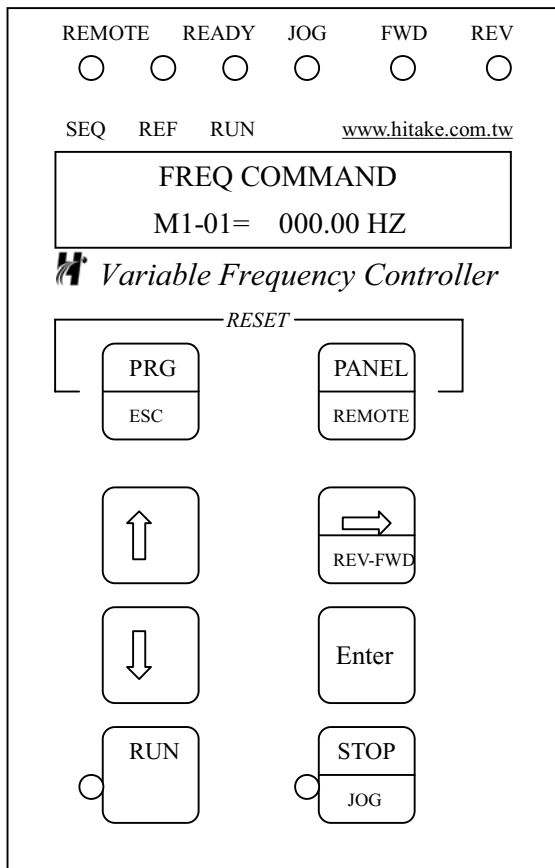 REMOTE READY JOG FWD REV
SEQ REF RUN www.hitake.com.tw
FREQ COMMAND
M1-01= 000.00 HZ
Variable Frequency Controller
RESET
PRG PANEL
ESC REMOTE
REV-FWD
Enter
RUN STOP
JOG